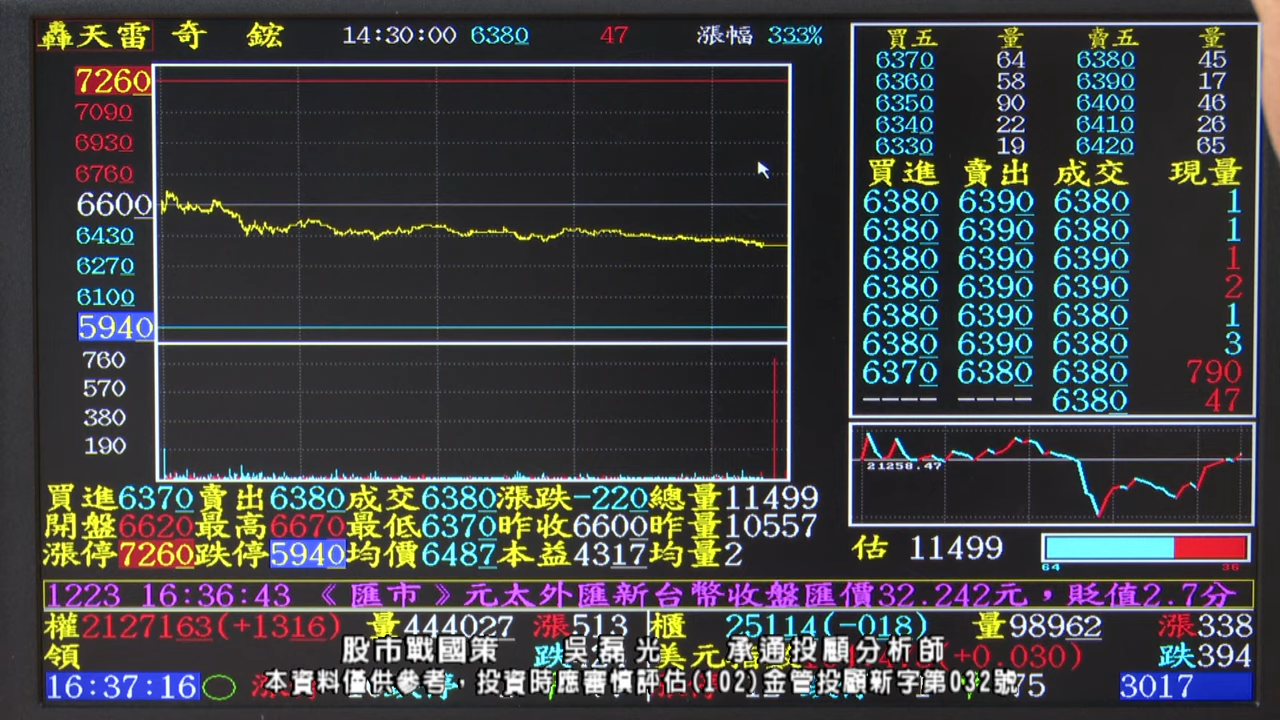 轟天雷 奇 鋐 14:30:00 6380 47 漲幅 333%
7260
7090
6930
6760
6600
6430
6270
6100
5940
760
570
380
190
買五 量 賣五 量
6370 64 6380 45
6360 58 6390 17
6350 90 6400 46
6340 22 6410 26
6330 19 6420 65
買進 賣出 成交 現量
6380 6390 6380 1
6380 6390 6380 1
6380 6390 6390 1
6380 6390 6390 2
6380 6390 6380 1
6380 6390 6380 3
6370 6380 6380 790
---- ---- 6380 47
21258.47
買進6370賣出6380成交6380漲跌-220總量11499
開盤6620最高6670最低6370昨收6600昨量10557
漲停7260跌停5940均價6487本益4317均量2
估 11499
64 36
1223 16:36:43 《 匯市 》元太外匯新台幣收盤匯價32.242元，貶值2.7分
權2127163(+1316) 量444027 漲513 櫃 25114(-018) 量98962 漲338
領 跌 美元指 (+0.030) 跌394
股市戰國策 吳磊光 承通投顧分析師
16:37:16 75 3017
本資料僅供參考，投資時應審慎評估(102)金管投顧新字第032號